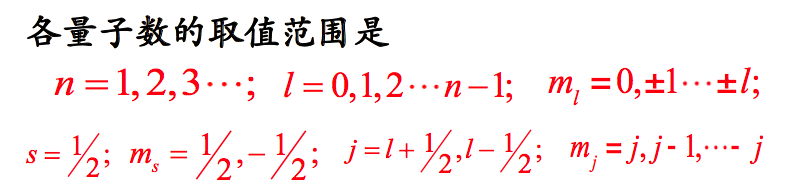 各量子数的取值范围是
n = 1, 2, 3⋯; l = 0, 1, 2⋯n − 1; m_l = 0, ±1⋯±l;
s = 1/2; m_s = 1/2, − 1/2; j = l + 1/2, l − 1/2; m_j = j, j - 1, ⋯- j